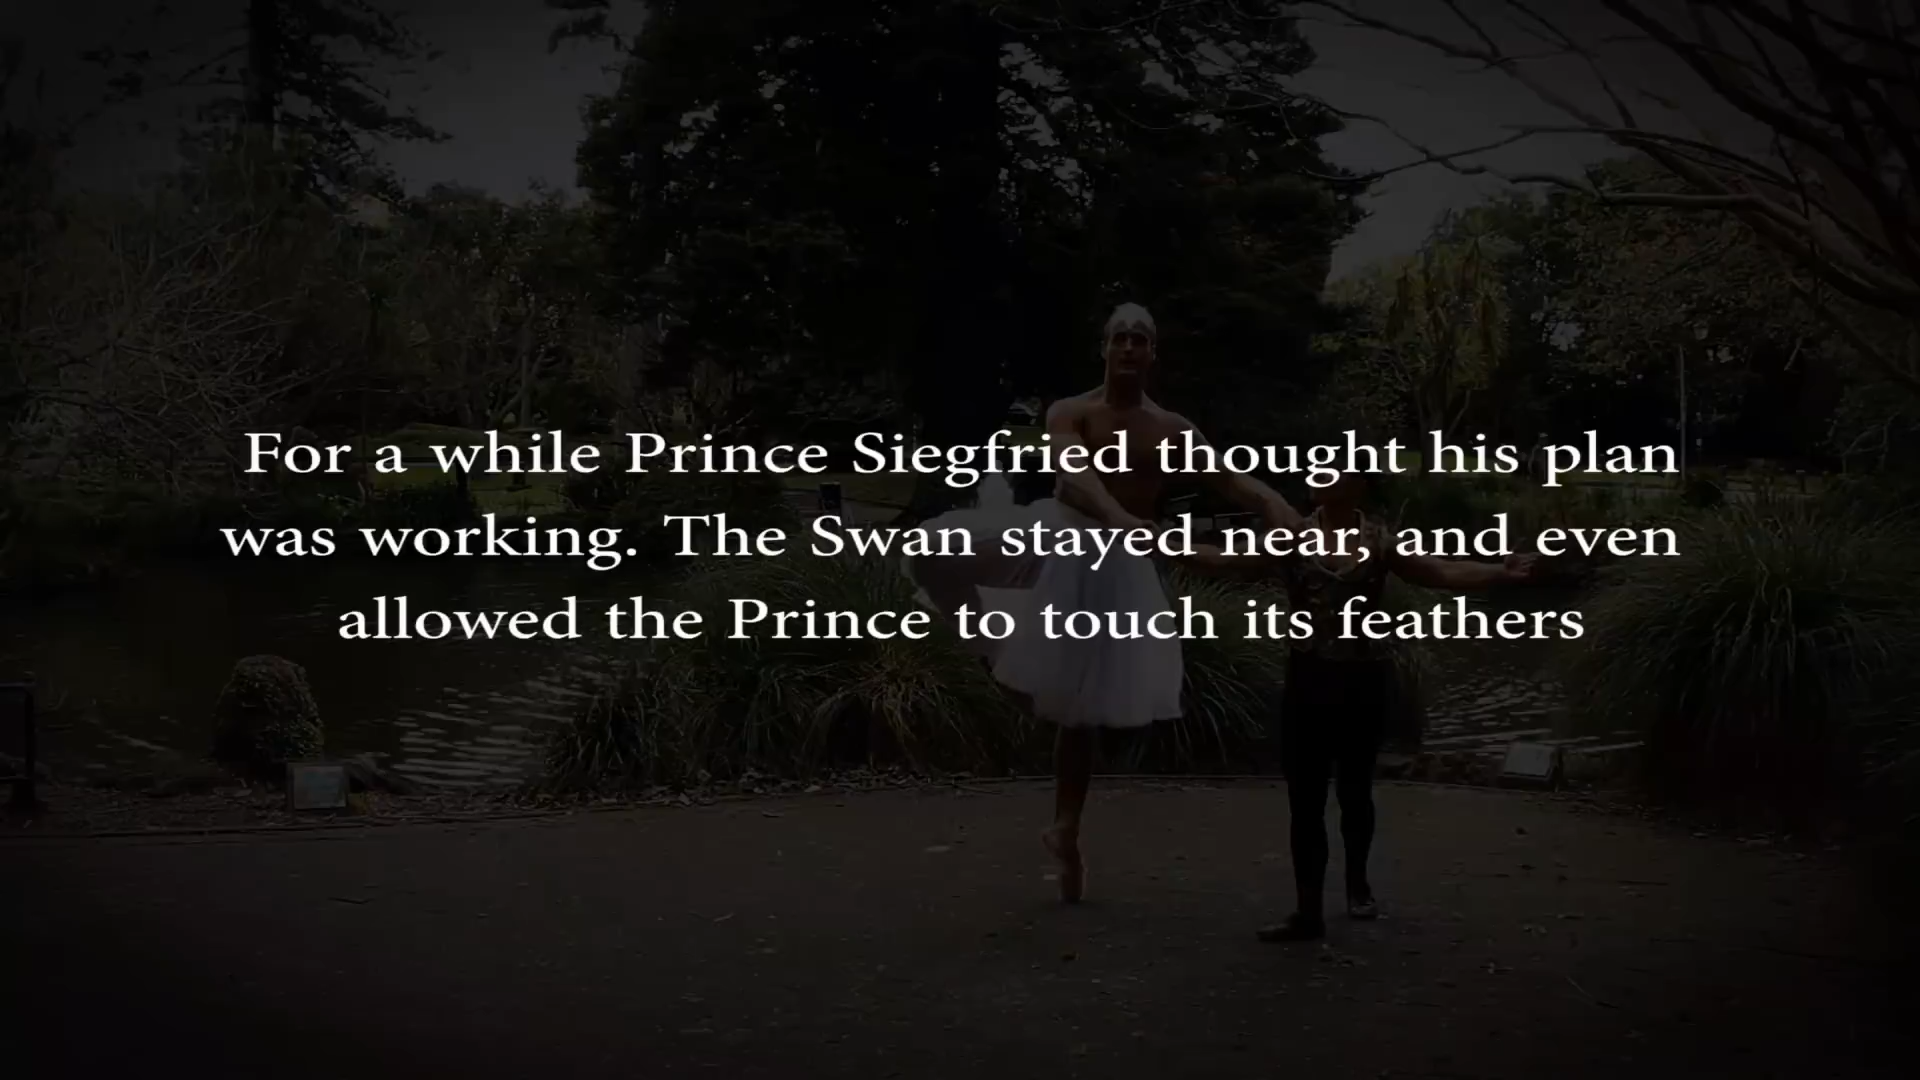 For a while Prince Siegfried thought his plan
was working. The Swan stayed near, and even
allowed the Prince to touch its feathers